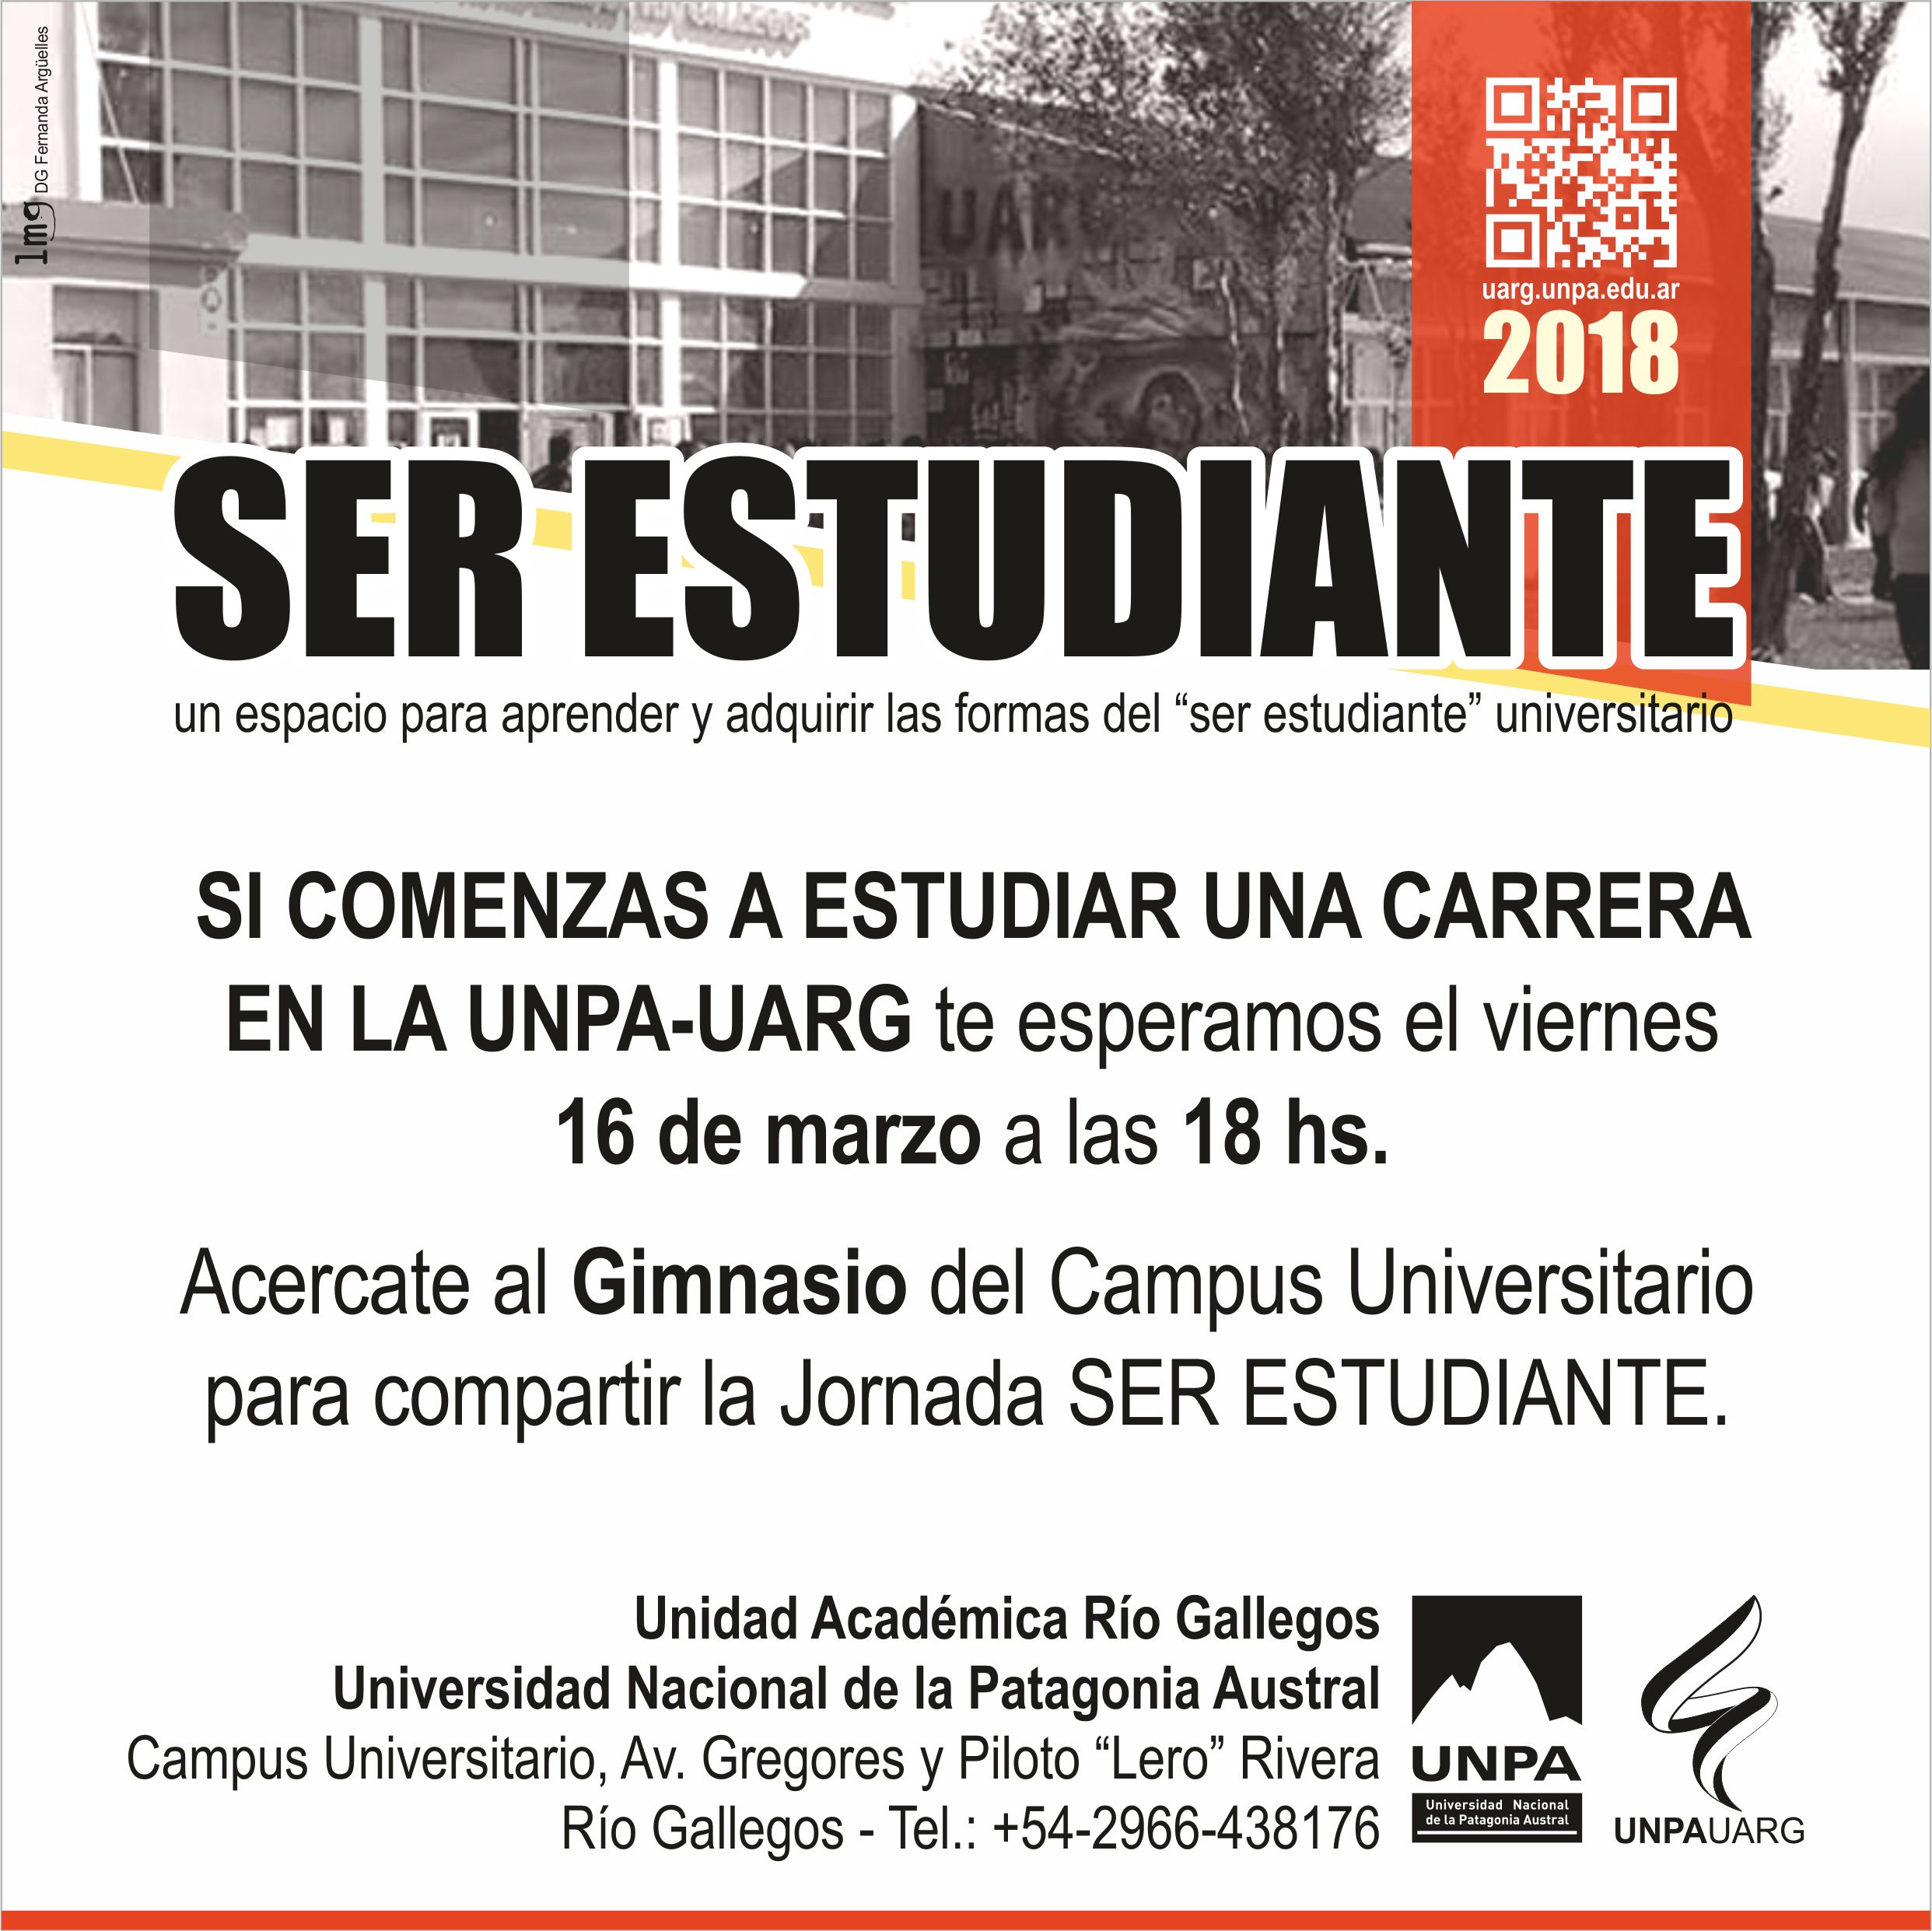 lmg DG Fernanda Argüelles
UARG
uarg.unpa.edu.ar
2018
SER ESTUDIANTE
un espacio para aprender y adquirir las formas del “ser estudiante” universitario
SI COMENZAS A ESTUDIAR UNA CARRERA
EN LA UNPA-UARG te esperamos el viernes
16 de marzo a las 18 hs.
Acercate al Gimnasio del Campus Universitario
para compartir la Jornada SER ESTUDIANTE.
Unidad Académica Río Gallegos
Universidad Nacional de la Patagonia Austral
Campus Universitario, Av. Gregores y Piloto “Lero” Rivera
Río Gallegos - Tel.: +54-2966-438176
UNPA
Universidad Nacional
de la Patagonia Austral
UNPAUARG